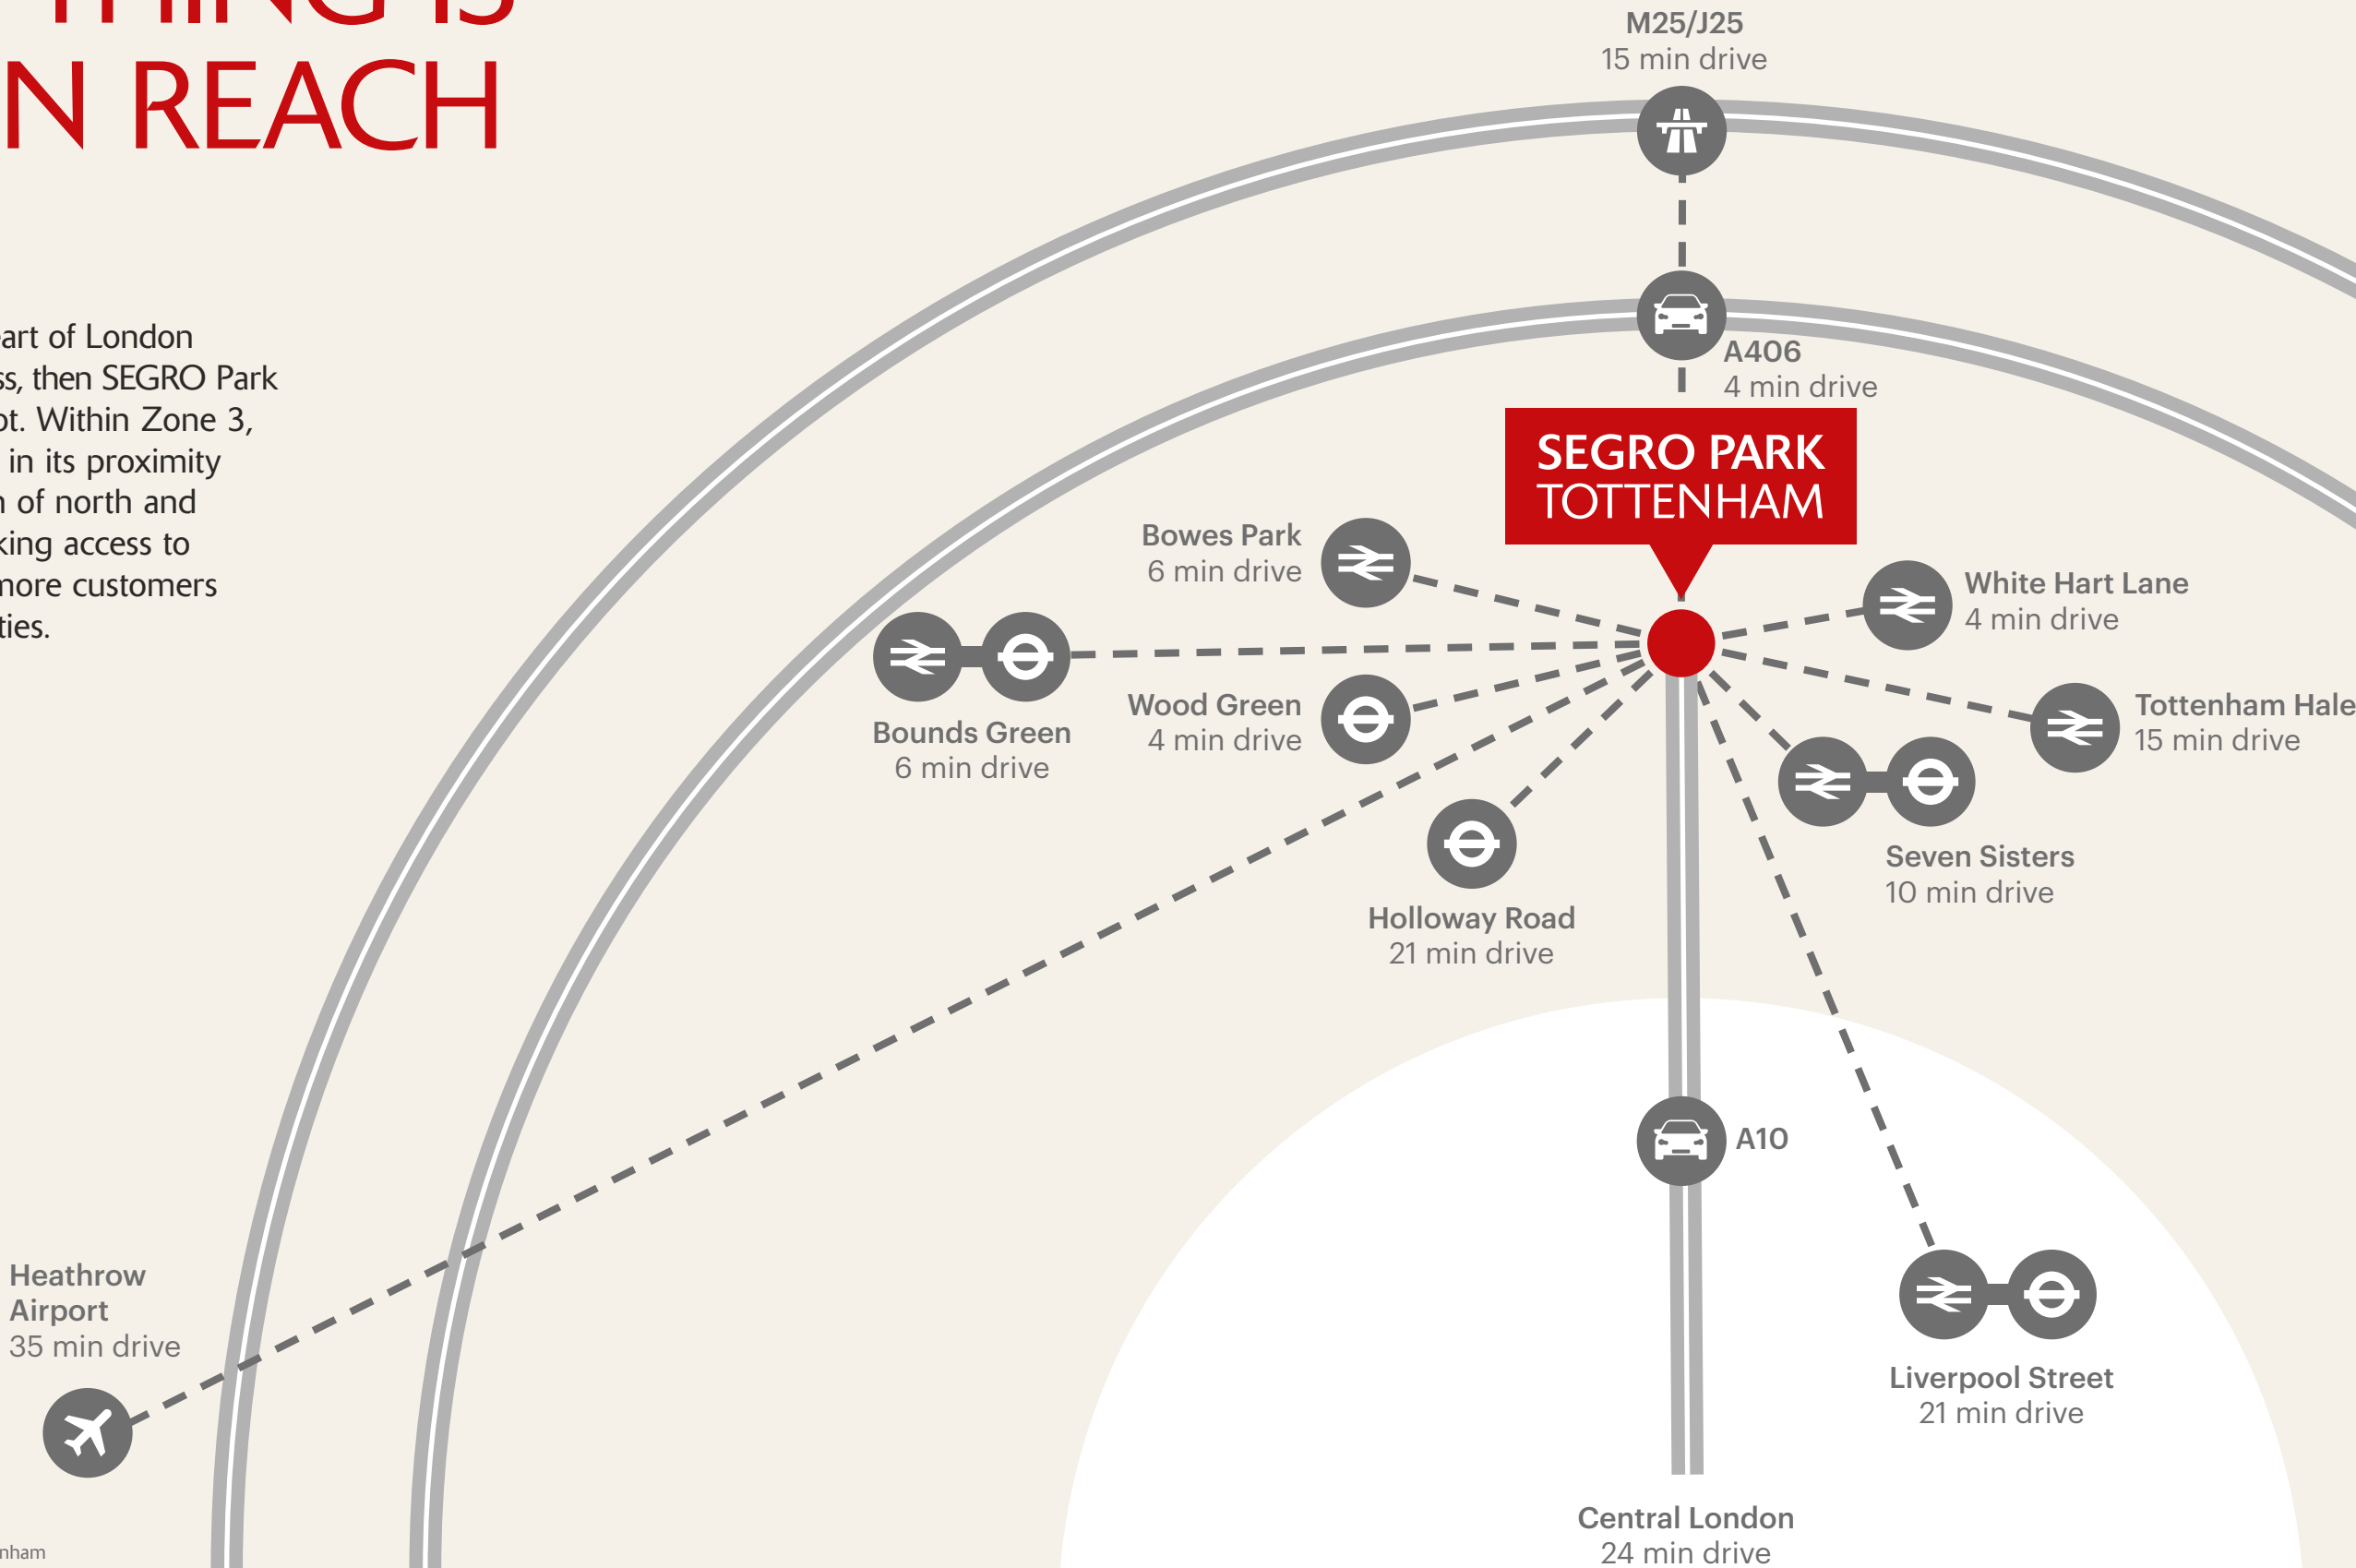 THING IS
N REACH
art of London
ss, then SEGRO Park
ot. Within Zone 3,
in its proximity
n of north and
king access to
more customers
ties.
M25/J25
15 min drive
A406
4 min drive
SEGRO PARK
TOTTENHAM
Bowes Park
6 min drive
White Hart Lane
4 min drive
Bounds Green
6 min drive
Wood Green
4 min drive
Tottenham Hale
15 min drive
Seven Sisters
10 min drive
Holloway Road
21 min drive
A10
Heathrow
Airport
35 min drive
Liverpool Street
21 min drive
Central London
24 min drive
nham